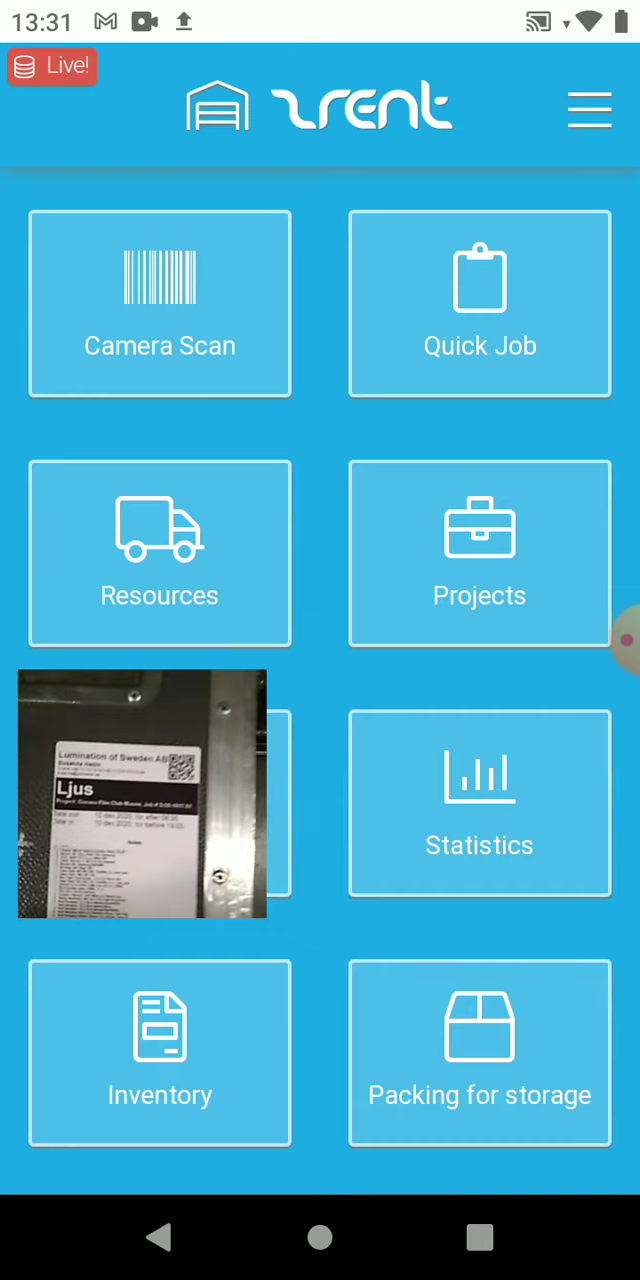 13:31
Live!
rent
Camera Scan
Quick Job
Resources
Projects
Lumination of Sweden AB
Ljus
Statistics
Inventory
Packing for storage